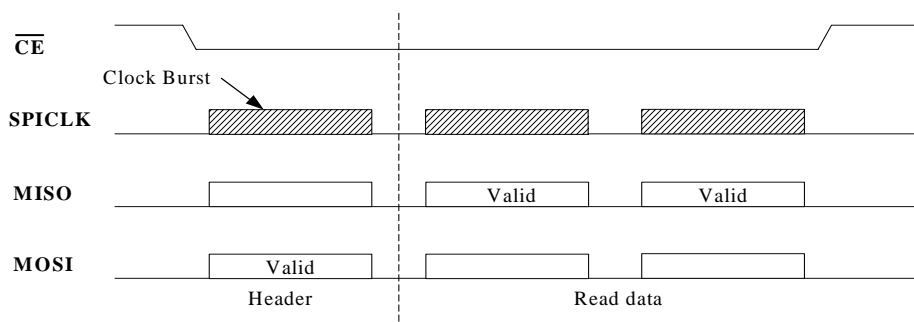 CE
Clock Burst
SPICLK
MISO
Valid
Valid
MOSI
Valid
Header
Read data